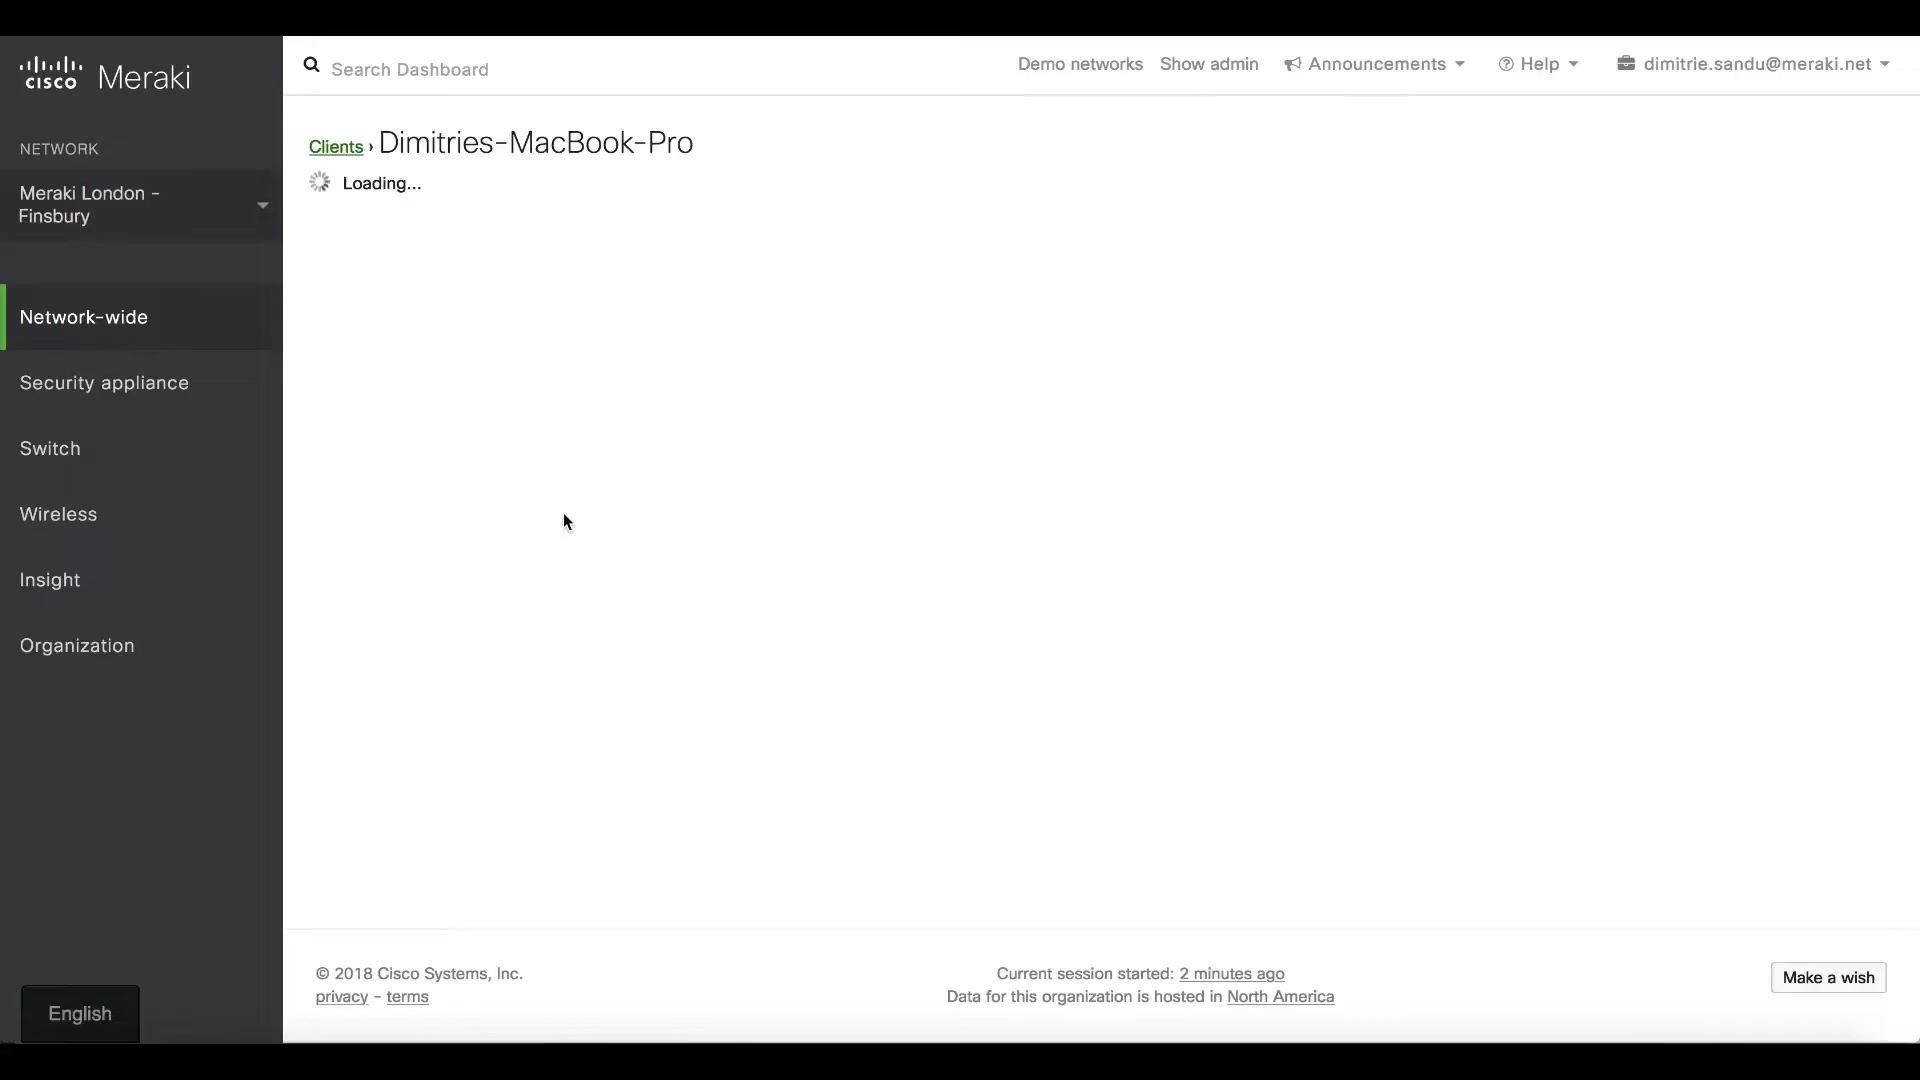 cisco Meraki
Search Dashboard
Demo networks
Show admin
Announcements
Help
dimitrie.sandu@meraki.net
NETWORK
Meraki London -
Finsbury
Network-wide
Security appliance
Switch
Wireless
Insight
Organization
English
Clients › Dimitries-MacBook-Pro
Loading...
© 2018 Cisco Systems, Inc.
privacy - terms
Current session started: 2 minutes ago
Data for this organization is hosted in North America
Make a wish